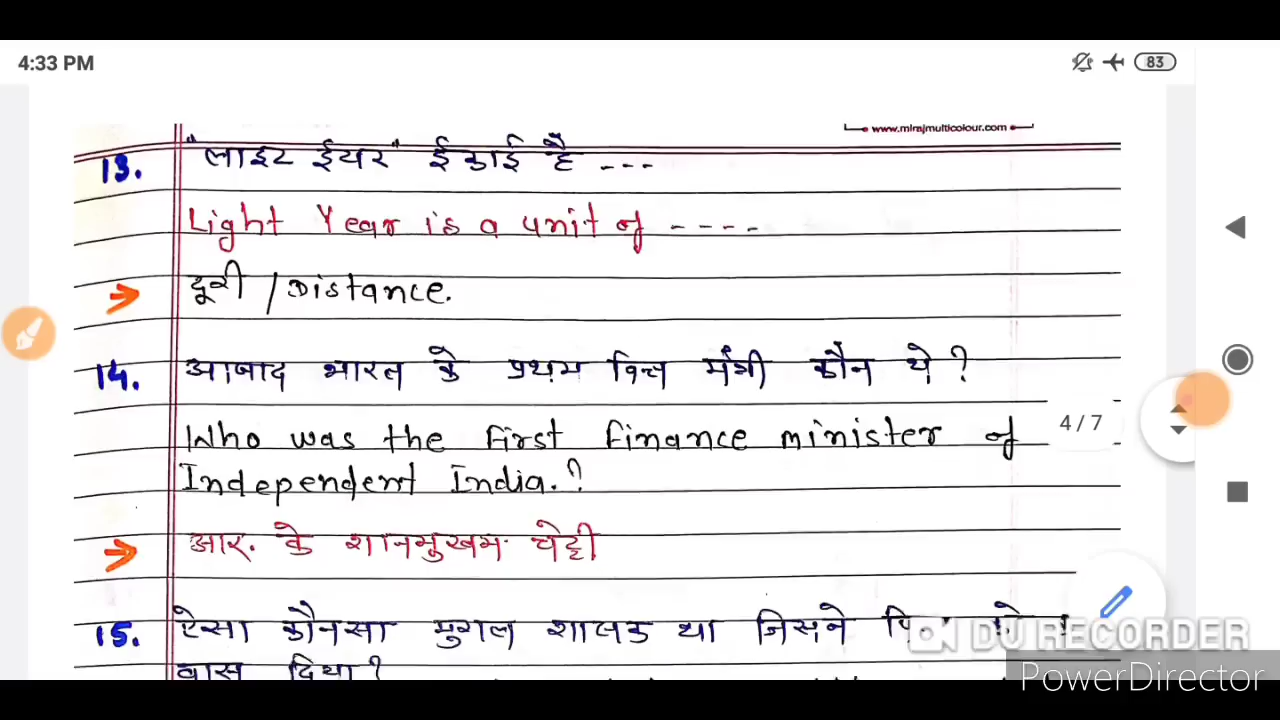 4:33 PM
83
www.mirajmulticolour.com
13. "लाइट ईयर" ईकाई है ---
Light Year is a unit of ----
दूरी / Distance.
14. आजाद भारत के प्रथम वित्त मंत्री कौन थे ?
Who was the first finance minister of
4/7
Independent India.?
आर. के शानमुखम चेट्टी
15. ऐसा कौनसा मुगल शासक था जिसने
DU RECORDER
वास दिया?
PowerDirector